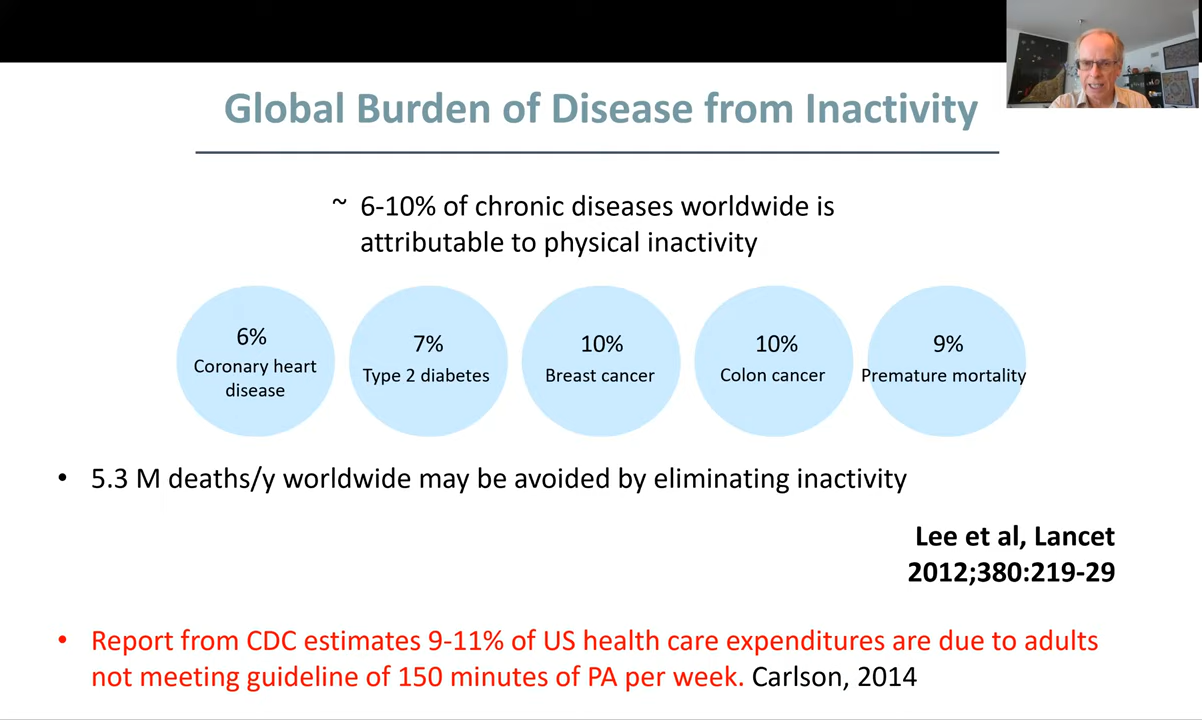 Global Burden of Disease from Inactivity
~ 6-10% of chronic diseases worldwide is
attributable to physical inactivity
6%
Coronary heart
disease
7%
Type 2 diabetes
10%
Breast cancer
10%
Colon cancer
9%
Premature mortality
• 5.3 M deaths/y worldwide may be avoided by eliminating inactivity
Lee et al, Lancet
2012;380:219-29
• Report from CDC estimates 9-11% of US health care expenditures are due to adults
not meeting guideline of 150 minutes of PA per week. Carlson, 2014